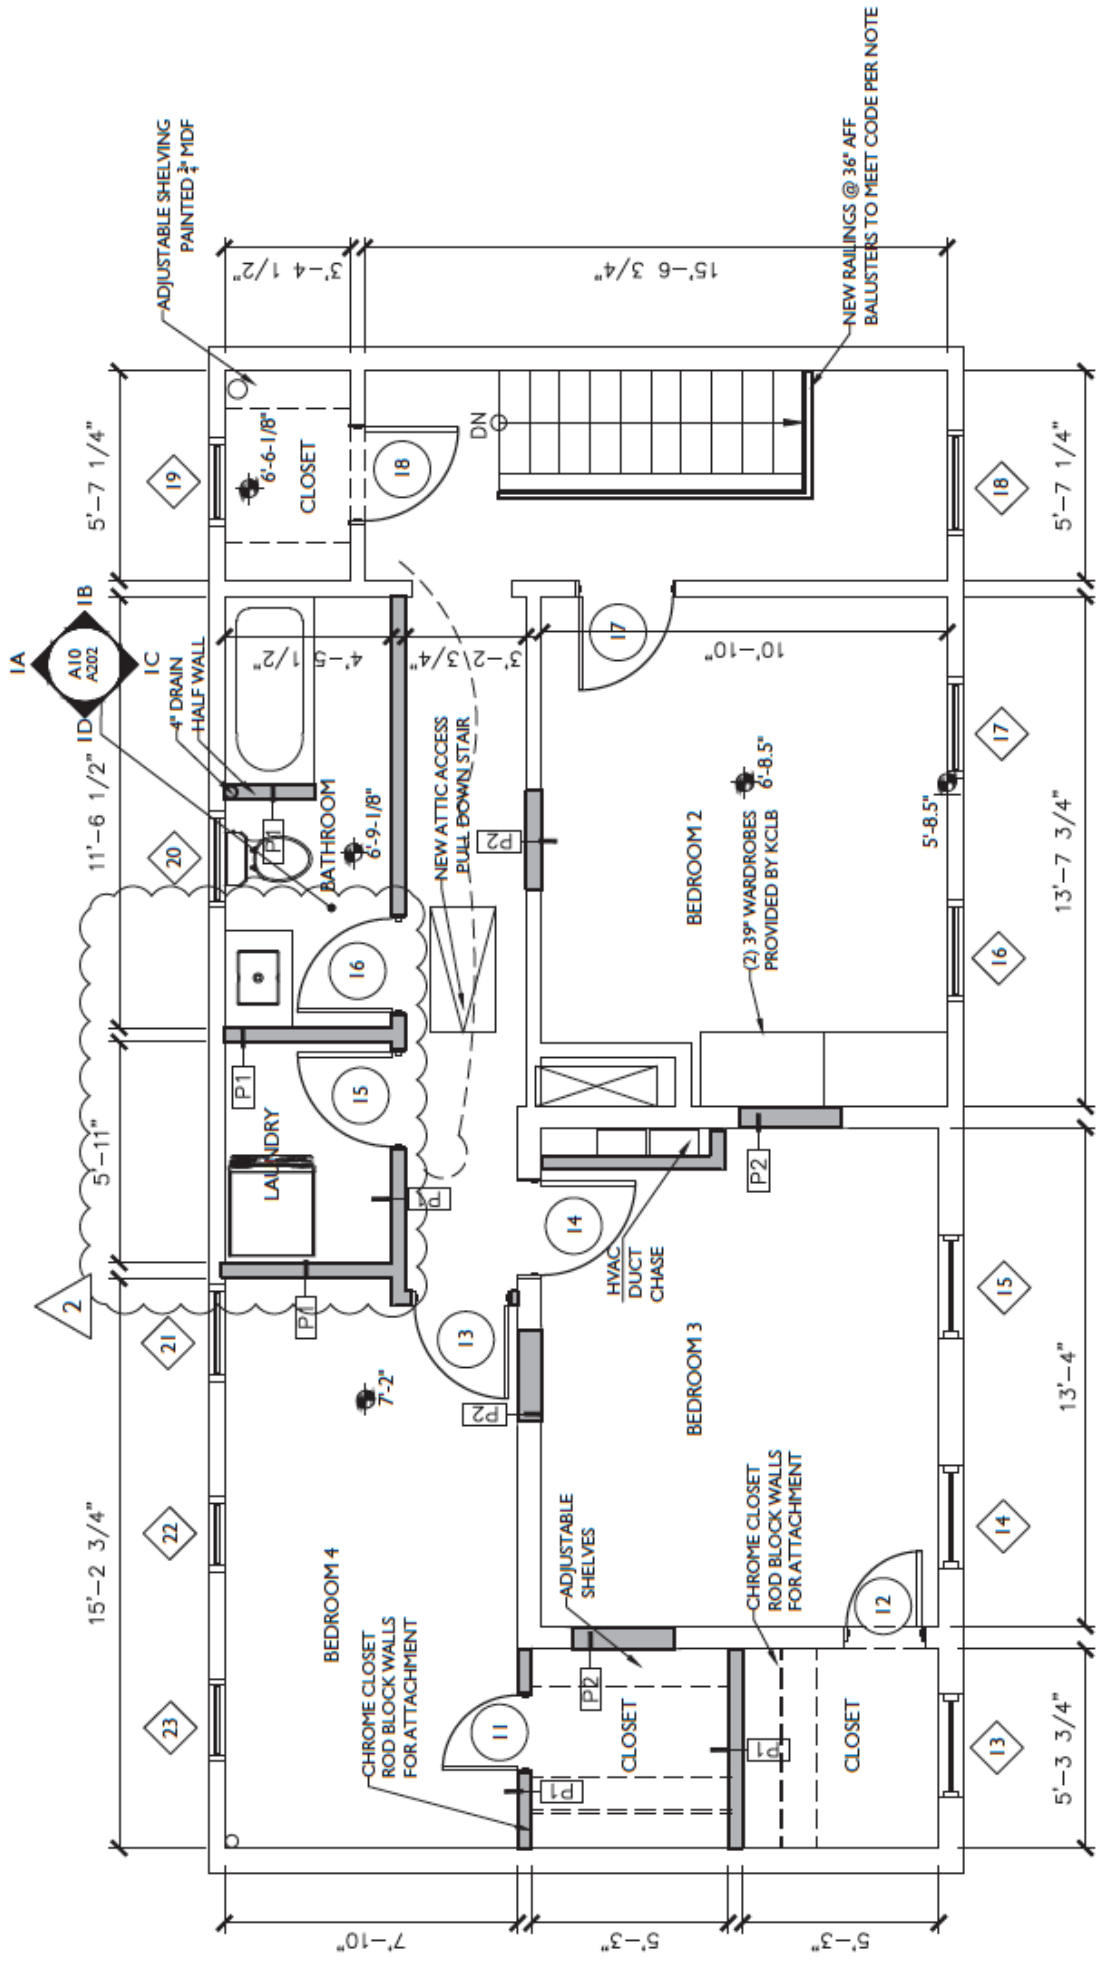 ADJUSTABLE SHELVING
PAINTED 3/4" MDF
3'-4 1/2"
15'-6 3/4"
NEW RAILINGS @ 36" AFF
BALUSTERS TO MEET CODE PER NOTE
5'-7 1/4"
19
6'-6-1/8"
CLOSET
18
DN
18
5'-7 1/4"
1A
1B
1C
1D
A10
A202
4" DRAIN
HALF WALL
11'-6 1/2"
4'-5 1/2"
3'-2 3/4"
10'-10"
17
20
P1
BATHROOM
6'-9-1/8"
NEW ATTIC ACCESS
PULL DOWN STAIR
P2
BEDROOM 2
6'-8.5"
5'-8.5"
17
13'-7 3/4"
(2) 39" WARDROBES
PROVIDED BY KCLB
16
16
P1
15
5'-11"
LAUNDRY
P1
P2
14
HVAC
DUCT
CHASE
15
2
P1
21
13
7'-2"
P2
BEDROOM 3
13'-4"
15'-2 3/4"
22
BEDROOM 4
ADJUSTABLE
SHELVES
CHROME CLOSET
ROD BLOCK WALLS
FOR ATTACHMENT
14
12
23
CHROME CLOSET
ROD BLOCK WALLS
FOR ATTACHMENT
11
P2
CLOSET
P1
P1
CLOSET
13
5'-3 3/4"
7'-10"
5'-3"
5'-3"